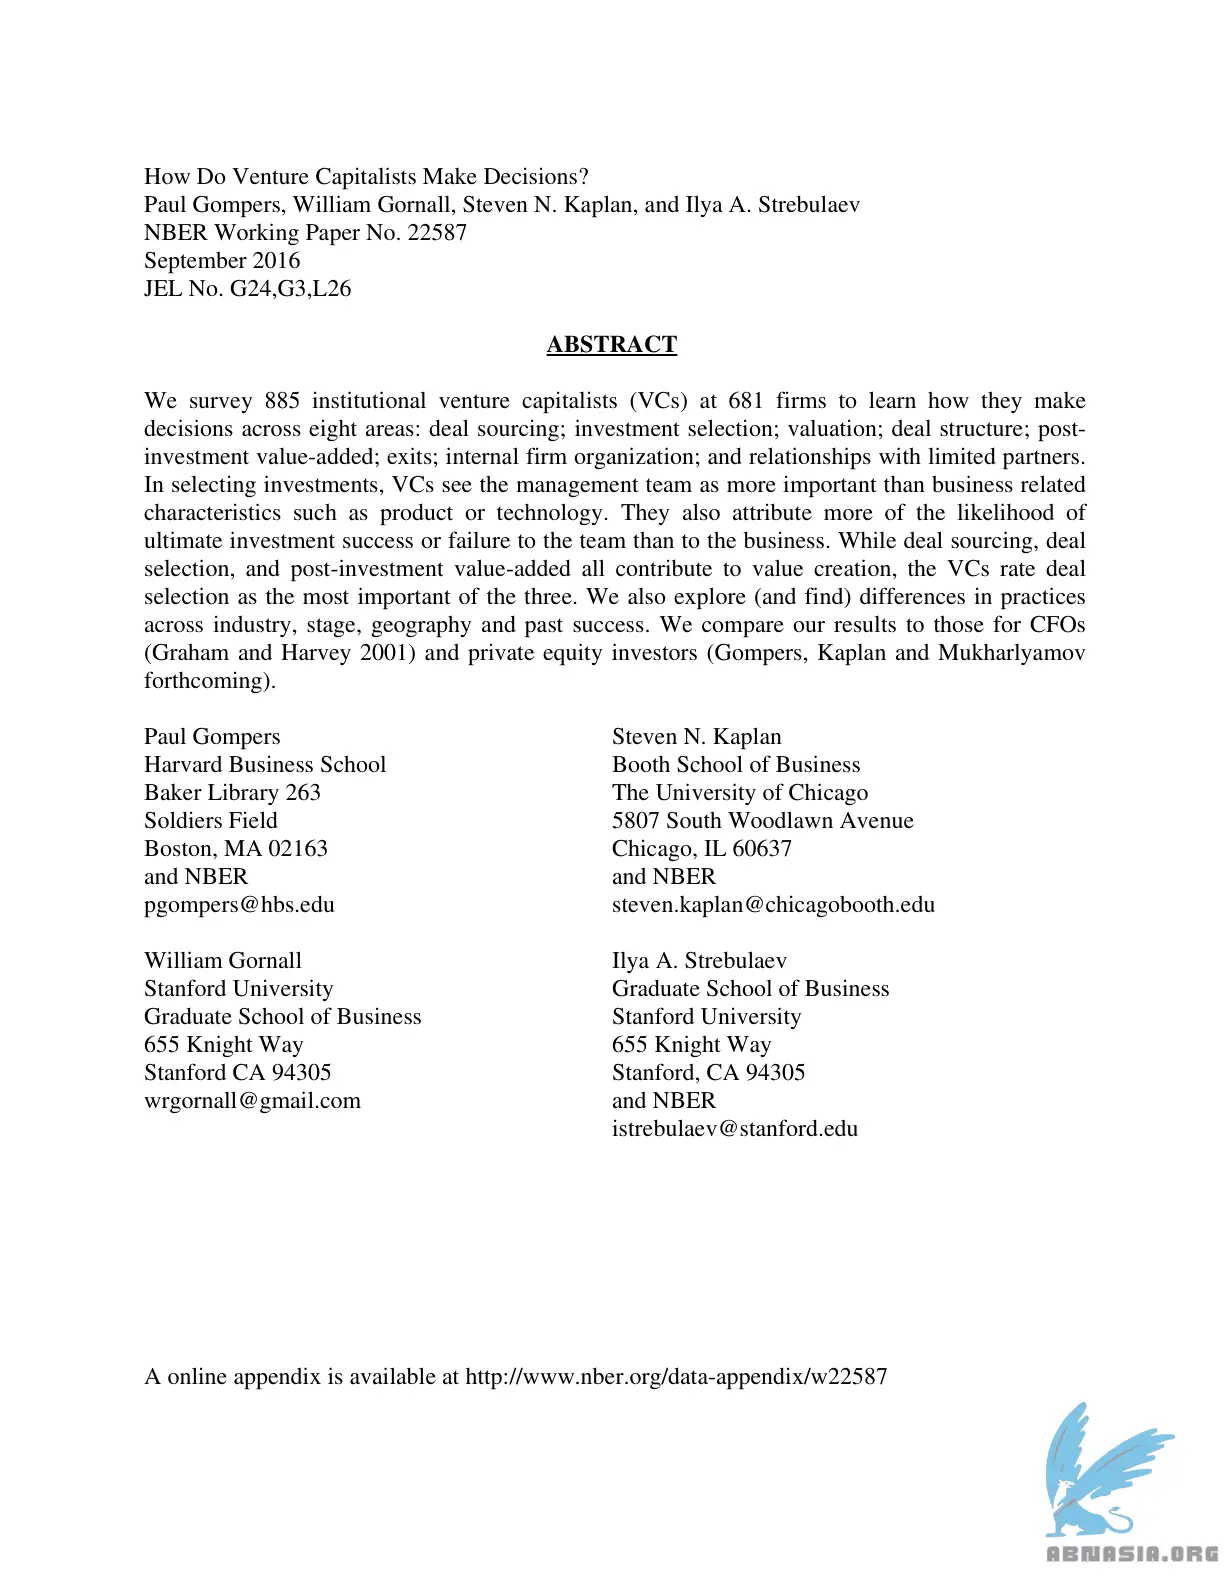 How Do Venture Capitalists Make Decisions?
Paul Gompers, William Gornall, Steven N. Kaplan, and Ilya A. Strebulaev
NBER Working Paper No. 22587
September 2016
JEL No. G24,G3,L26
ABSTRACT
We survey 885 institutional venture capitalists (VCs) at 681 firms to learn how they make
decisions across eight areas: deal sourcing; investment selection; valuation; deal structure; post-
investment value-added; exits; internal firm organization; and relationships with limited partners.
In selecting investments, VCs see the management team as more important than business related
characteristics such as product or technology. They also attribute more of the likelihood of
ultimate investment success or failure to the team than to the business. While deal sourcing, deal
selection, and post-investment value-added all contribute to value creation, the VCs rate deal
selection as the most important of the three. We also explore (and find) differences in practices
across industry, stage, geography and past success. We compare our results to those for CFOs
(Graham and Harvey 2001) and private equity investors (Gompers, Kaplan and Mukharlyamov
forthcoming).
Paul Gompers
Harvard Business School
Baker Library 263
Soldiers Field
Boston, MA 02163
and NBER
pgompers@hbs.edu
Steven N. Kaplan
Booth School of Business
The University of Chicago
5807 South Woodlawn Avenue
Chicago, IL 60637
and NBER
steven.kaplan@chicagobooth.edu
William Gornall
Stanford University
Graduate School of Business
655 Knight Way
Stanford CA 94305
wrgornall@gmail.com
Ilya A. Strebulaev
Graduate School of Business
Stanford University
655 Knight Way
Stanford, CA 94305
and NBER
istrebulaev@stanford.edu
A online appendix is available at http://www.nber.org/data-appendix/w22587
ABNASIA.ORG